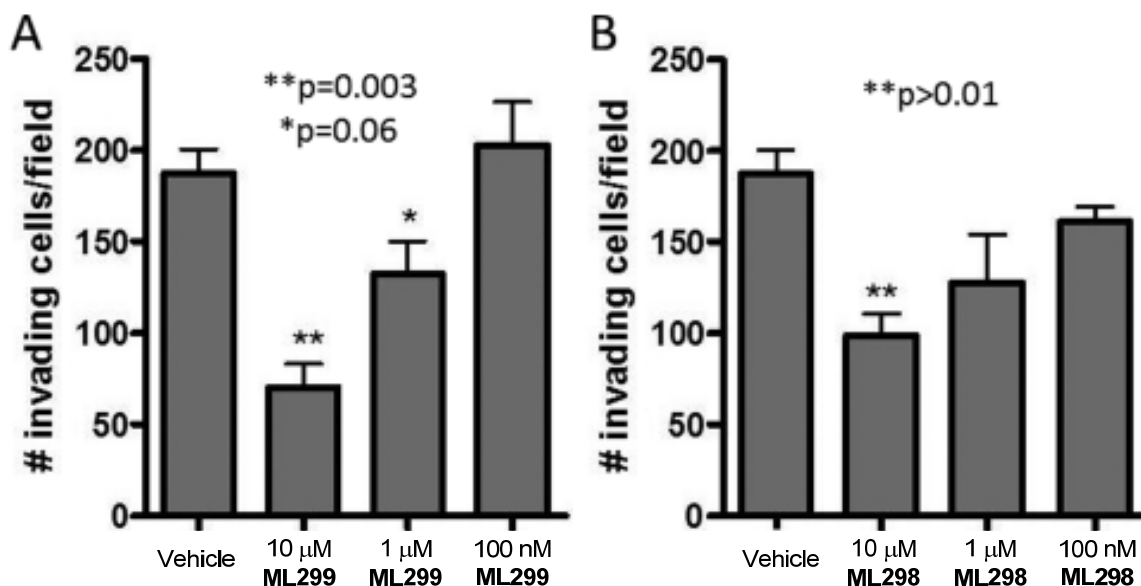 A
# invading cells/field
250
200
150
100
50
0
**p=0.003
*p=0.06
**
*
Vehicle
10 μM
ML299
1 μM
ML299
100 nM
ML299
B
# invading cells/field
250
200
150
100
50
0
**p>0.01
**
Vehicle
10 μM
ML298
1 μM
ML298
100 nM
ML298